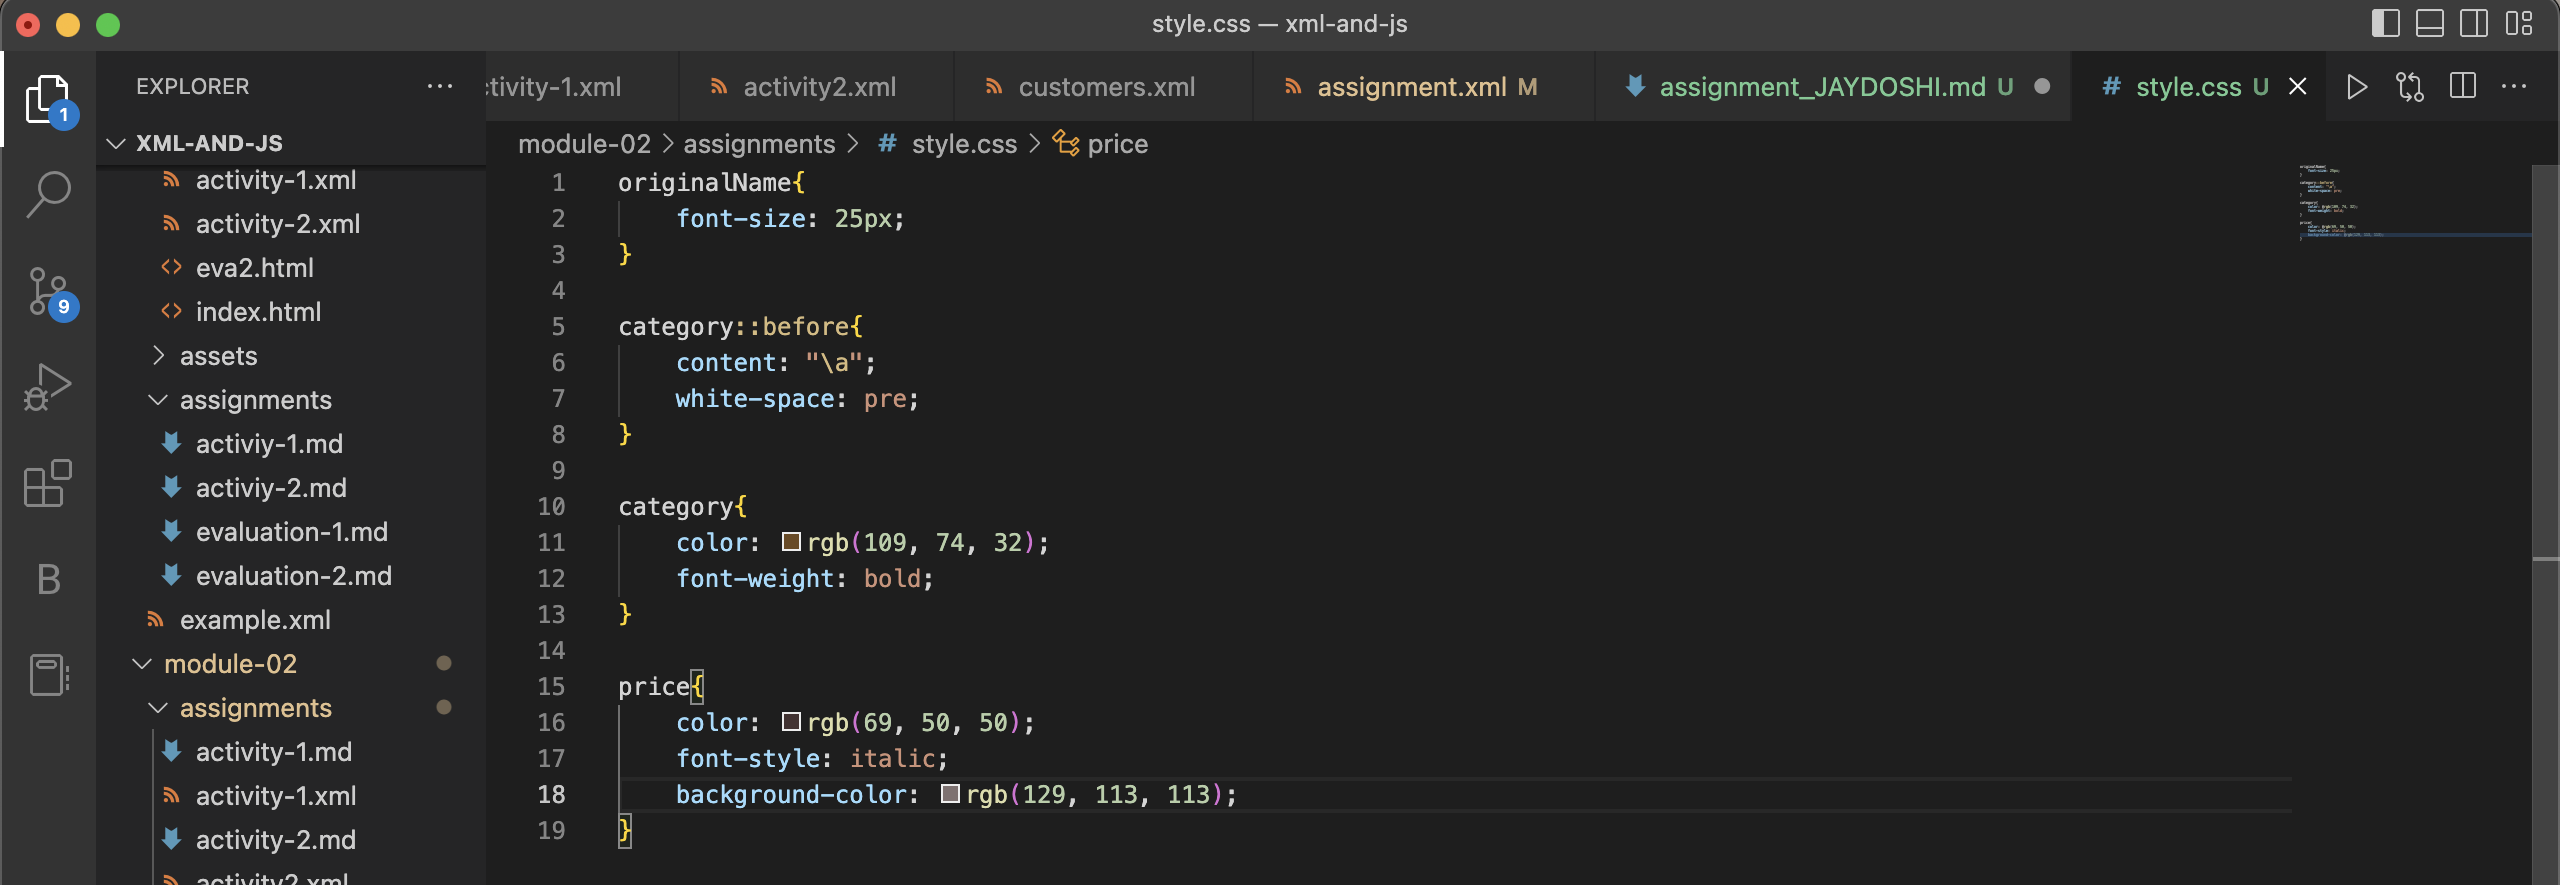 style.css — xml-and-js
EXPLORER
ctivity-1.xml
activity2.xml
customers.xml
assignment.xml M
assignment_JAYDOSHI.md U
# style.css U
1
XML-AND-JS
module-02 > assignments > # style.css > price
activity-1.xml
activity-2.xml
eva2.html
index.html
assets
assignments
activiy-1.md
activiy-2.md
evaluation-1.md
evaluation-2.md
example.xml
module-02
assignments
activity-1.md
activity-1.xml
activity-2.md
activity2.xml
9
B
1 originalName{
2 font-size: 25px;
3 }
4
5 category::before{
6 content: "\a";
7 white-space: pre;
8 }
9
10 category{
11 color: rgb(109, 74, 32);
12 font-weight: bold;
13 }
14
15 price{
16 color: rgb(69, 50, 50);
17 font-style: italic;
18 background-color: rgb(129, 113, 113);
19 }